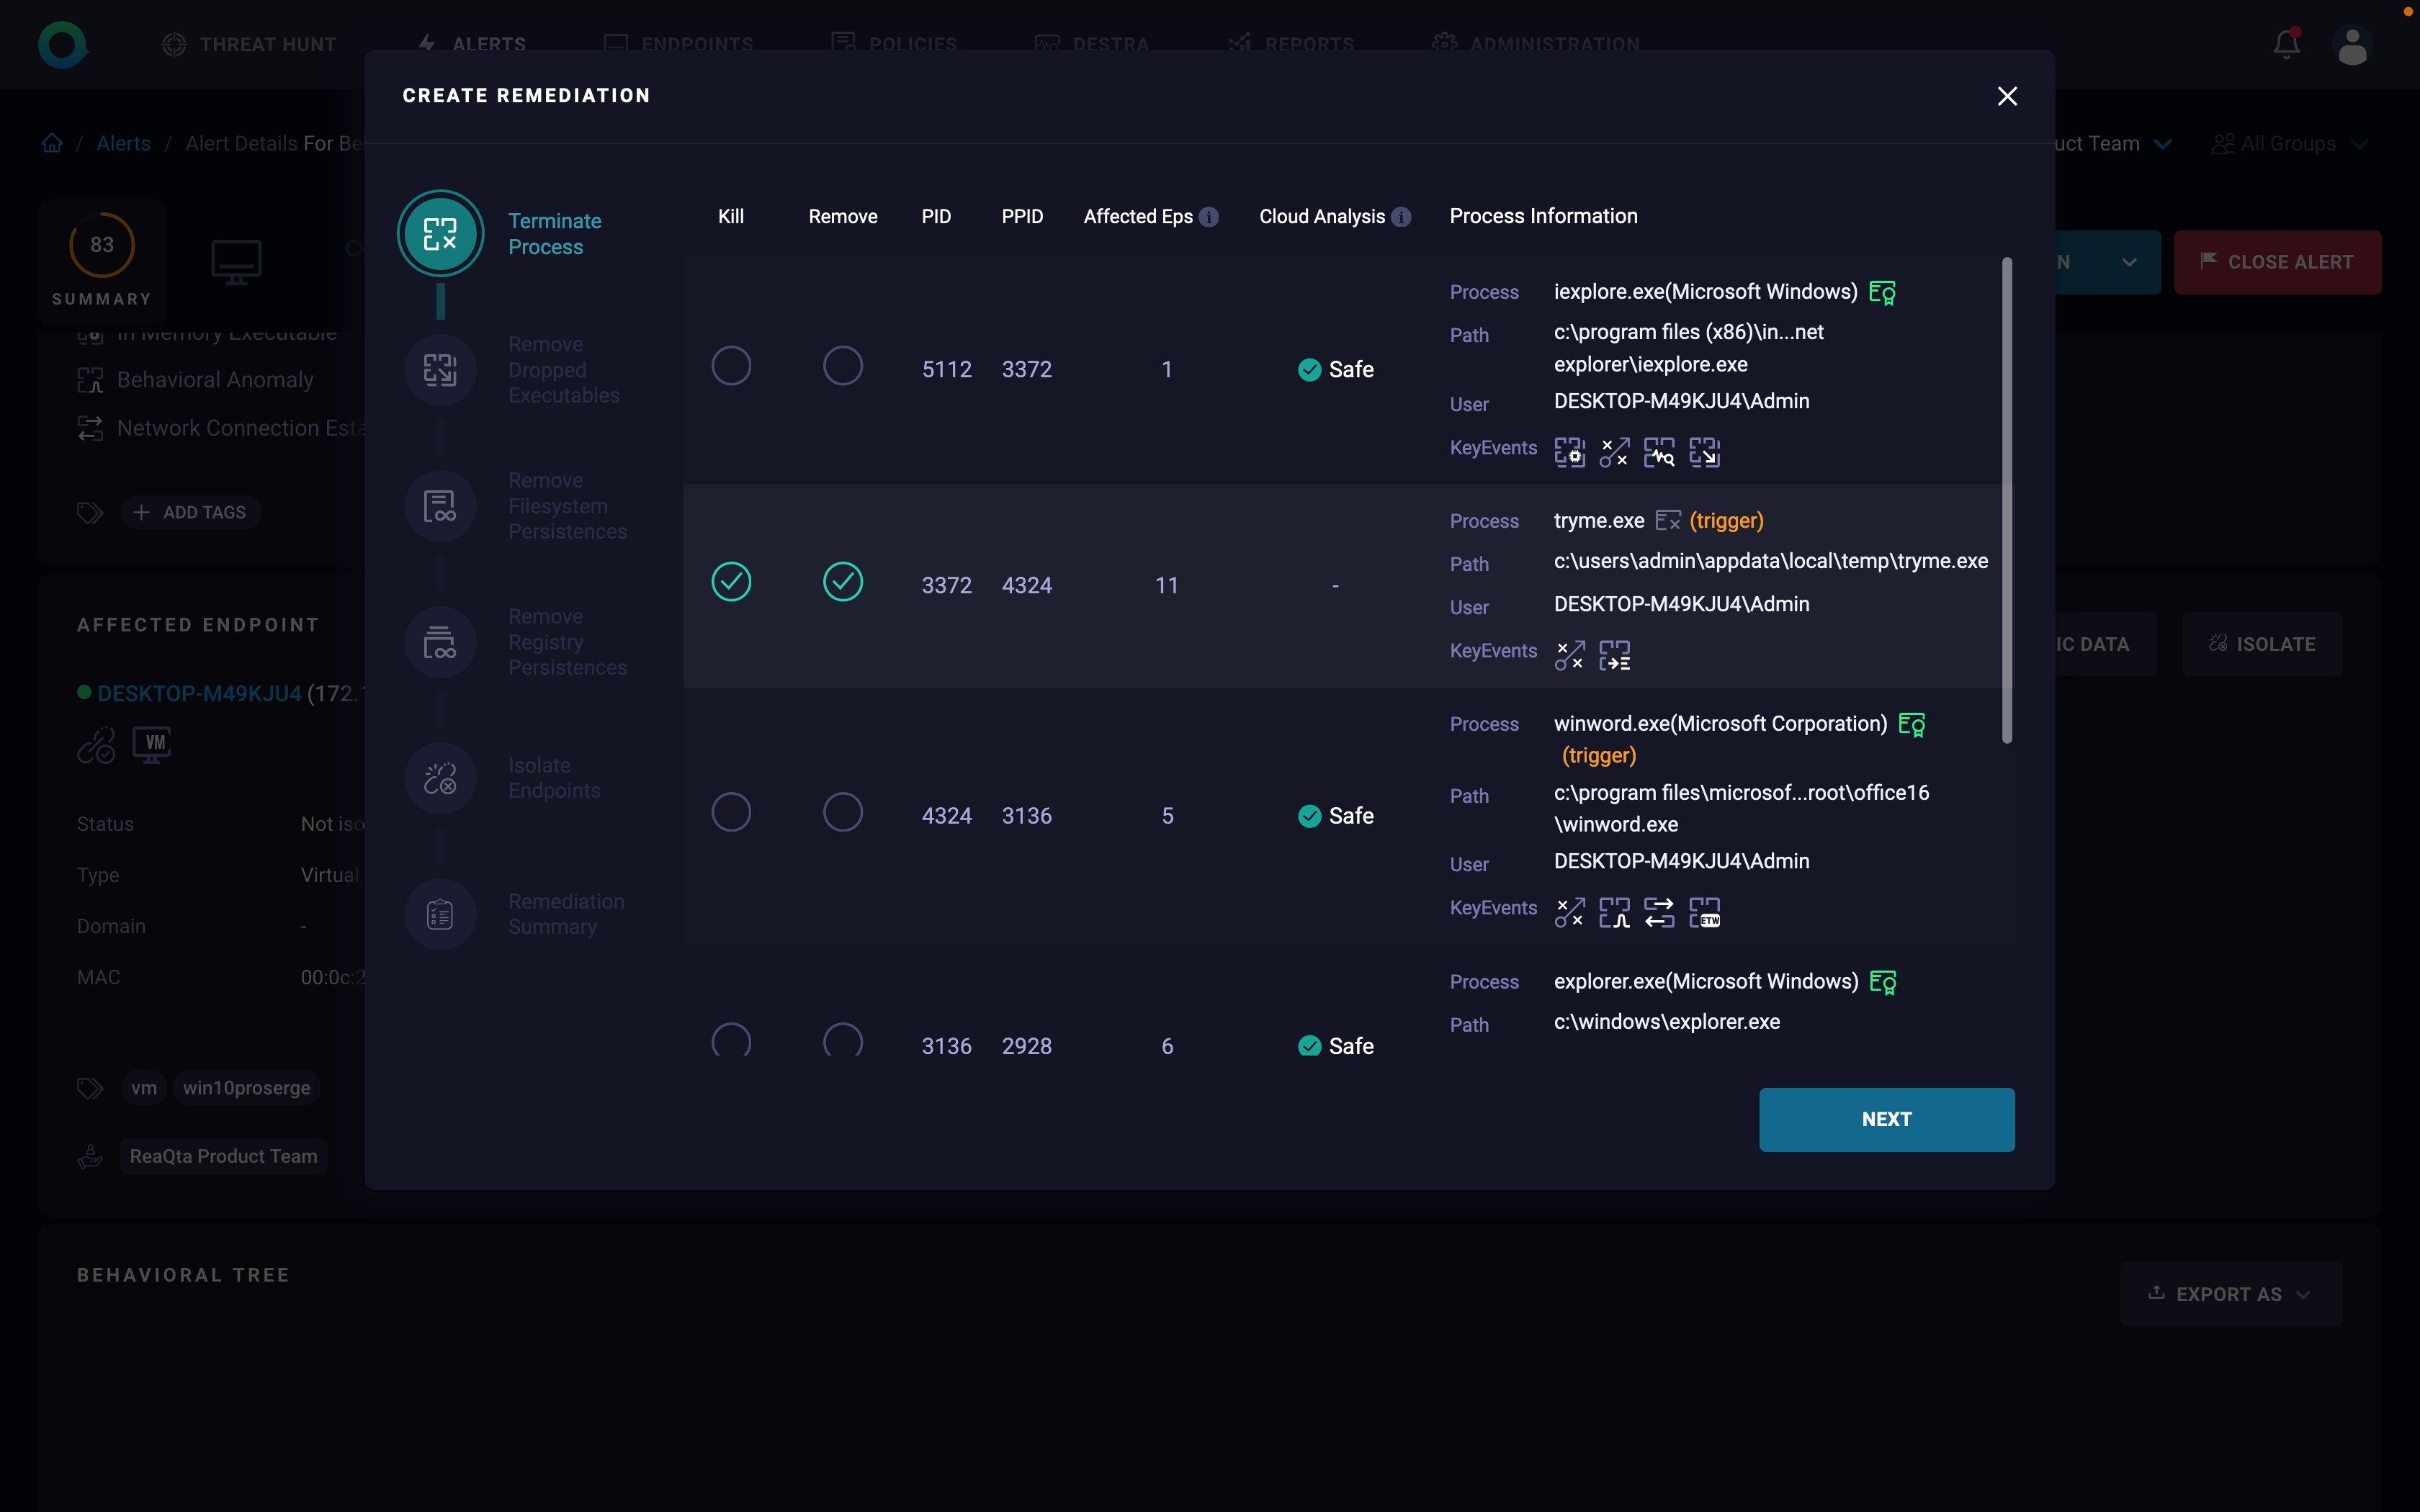 THREAT HUNT
ALERTS
ENDPOINTS
POLICIES
DESTRA
REPORTS
ADMINISTRATION
CREATE REMEDIATION
/ Alerts / Alert Details For Be
uct Team
All Groups
83
SUMMARY
N
CLOSE ALERT
In Memory Executable
Behavioral Anomaly
Network Connection Esta
ADD TAGS
AFFECTED ENDPOINT
DESKTOP-M49KJU4 (172.1
VM
Status Not iso
Type Virtual
Domain -
MAC 00:0c:2
vm win10proserge
ReaQta Product Team
IC DATA
ISOLATE
BEHAVIORAL TREE
EXPORT AS
Terminate
Process
Remove
Dropped
Executables
Remove
Filesystem
Persistences
Remove
Registry
Persistences
Isolate
Endpoints
Remediation
Summary
Kill Remove PID PPID Affected Eps i Cloud Analysis i Process Information
5112 3372 1 Safe
Process iexplore.exe(Microsoft Windows)
Path c:\program files (x86)\in...net
explorer\iexplore.exe
User DESKTOP-M49KJU4\Admin
KeyEvents
3372 4324 11 -
Process tryme.exe (trigger)
Path c:\users\admin\appdata\local\temp\tryme.exe
User DESKTOP-M49KJU4\Admin
KeyEvents
4324 3136 5 Safe
Process winword.exe(Microsoft Corporation)
(trigger)
Path c:\program files\microsof...root\office16
\winword.exe
User DESKTOP-M49KJU4\Admin
KeyEvents ETW
3136 2928 6 Safe
Process explorer.exe(Microsoft Windows)
Path c:\windows\explorer.exe
NEXT